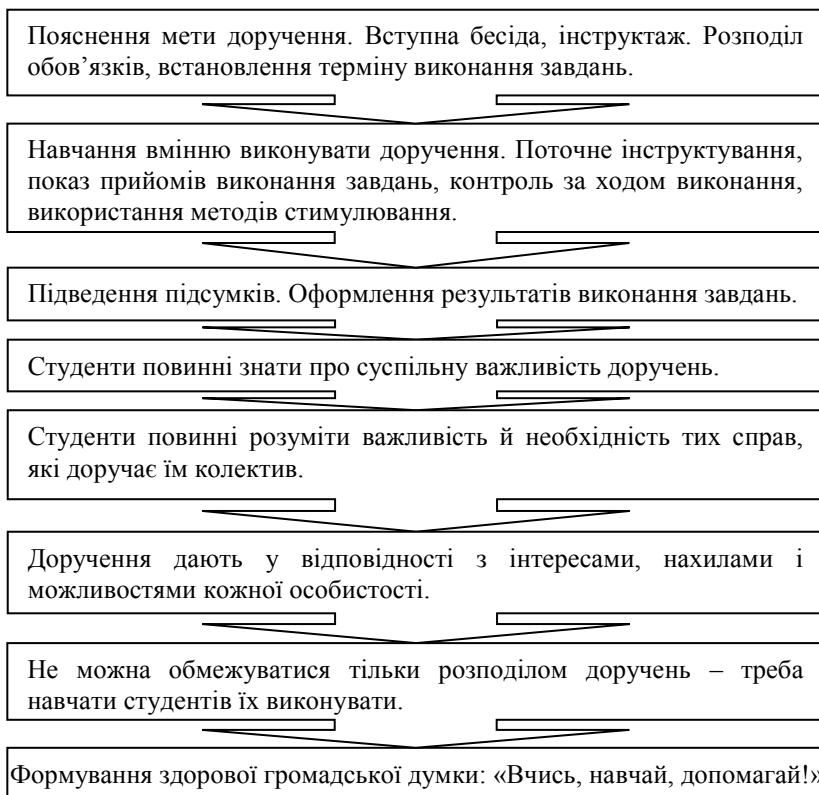 Пояснення мети доручення. Вступна бесіда, інструктаж. Розподіл
обов’язків, встановлення терміну виконання завдань.
Навчання вмінню виконувати доручення. Поточне інструктування,
показ прийомів виконання завдань, контроль за ходом виконання,
використання методів стимулювання.
Підведення підсумків. Оформлення результатів виконання завдань.
Студенти повинні знати про суспільну важливість доручень.
Студенти повинні розуміти важливість й необхідність тих справ,
які доручає їм колектив.
Доручення дають у відповідності з інтересами, нахилами і
можливостями кожної особистості.
Не можна обмежуватися тільки розподілом доручень – треба
навчати студентів їх виконувати.
Формування здорової громадської думки: «Вчись, навчай, допомагай!»